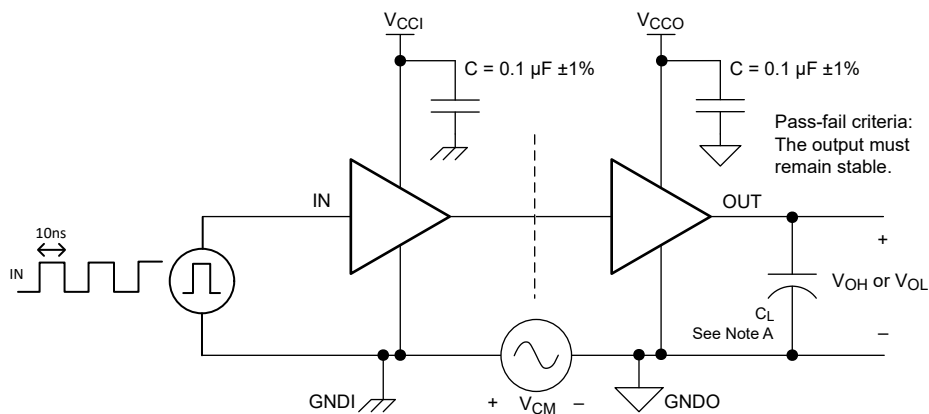 VCCI
VCCO
C = 0.1 µF ±1%
C = 0.1 µF ±1%
Pass-fail criteria:
The output must
remain stable.
IN
OUT
10ns
IN
+
VOH or VOL
–
CL
See Note A
GNDI
+ VCM –
GNDO